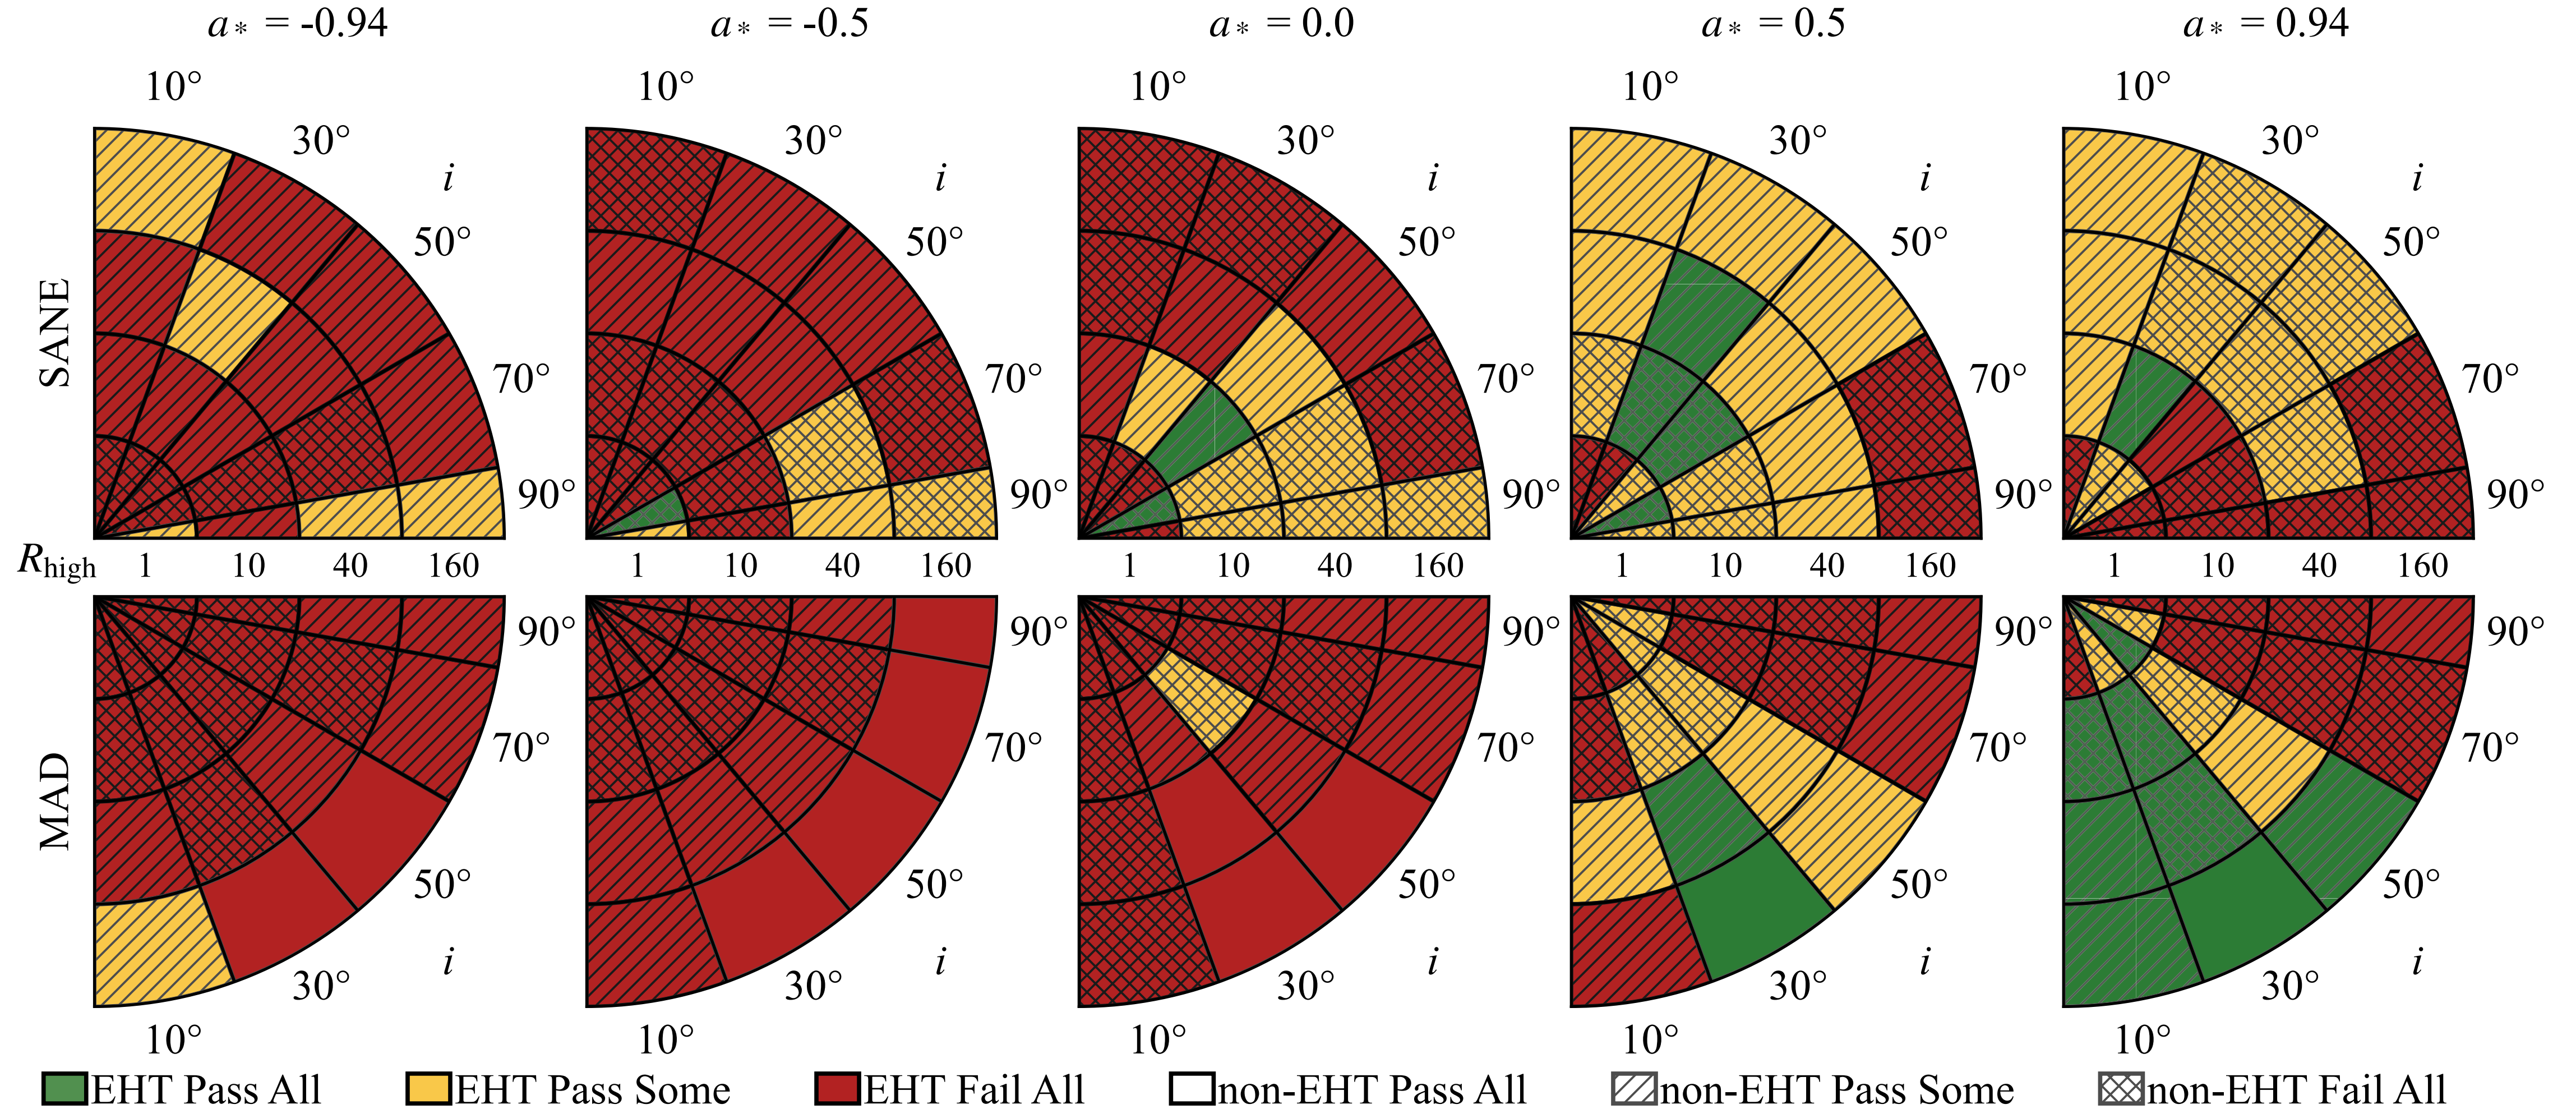 a* = -0.94 a* = -0.5 a* = 0.0 a* = 0.5 a* = 0.94
10° 10° 10° 10° 10°
30° 30° 30° 30° 30°
i i i i i
50° 50° 50° 50° 50°
SANE
70° 70° 70° 70° 70°
90° 90° 90° 90° 90°
Rhigh 1 10 40 160 1 10 40 160 1 10 40 160 1 10 40 160 1 10 40 160
90° 90° 90° 90° 90°
70° 70° 70° 70° 70°
MAD
50° 50° 50° 50° 50°
i i i i i
30° 30° 30° 30° 30°
10° 10° 10° 10° 10°
EHT Pass All EHT Pass Some EHT Fail All non-EHT Pass All non-EHT Pass Some non-EHT Fail All